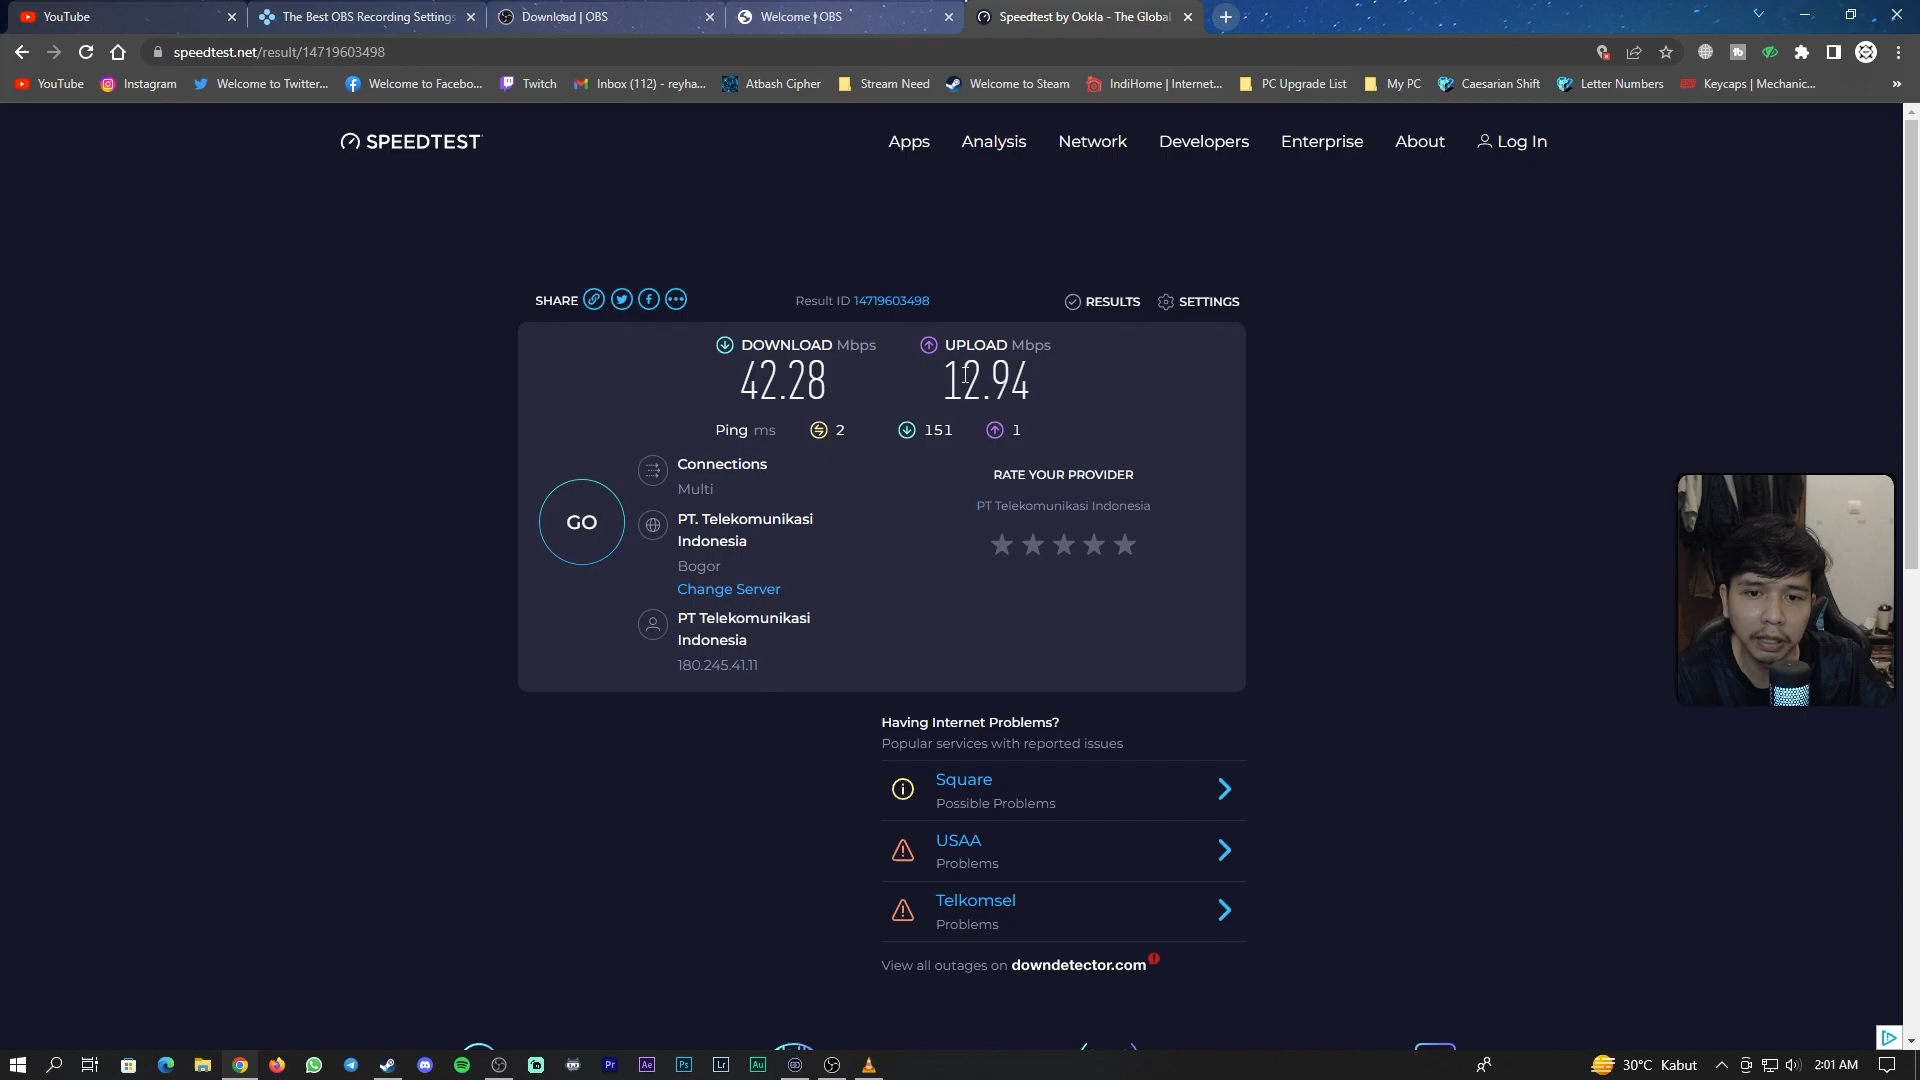 YouTube
The Best OBS Recording Settings
Download | OBS
Welcome | OBS
Speedtest by Ookla - The Global
speedtest.net/result/14719603498
YouTube
Instagram
Welcome to Twitter...
Welcome to Facebo...
Twitch
Inbox (112) - reyha...
Atbash Cipher
Stream Need
Welcome to Steam
IndiHome | Internet...
PC Upgrade List
My PC
Caesarian Shift
Letter Numbers
Keycaps | Mechanic...
SPEEDTEST
Apps
Analysis
Network
Developers
Enterprise
About
Log In
SHARE
Result ID 14719603498
RESULTS
SETTINGS
DOWNLOAD Mbps
UPLOAD Mbps
42.28
12.94
Ping ms
2
151
1
Connections
Multi
GO
PT. Telekomunikasi
Indonesia
Bogor
Change Server
PT Telekomunikasi
Indonesia
180.245.41.11
RATE YOUR PROVIDER
PT Telekomunikasi Indonesia
Having Internet Problems?
Popular services with reported issues
Square
Possible Problems
USAA
Problems
Telkomsel
Problems
View all outages on downdetector.com
Pr
Ae
Ps
Lr
Au
30°C Kabut
2:01 AM